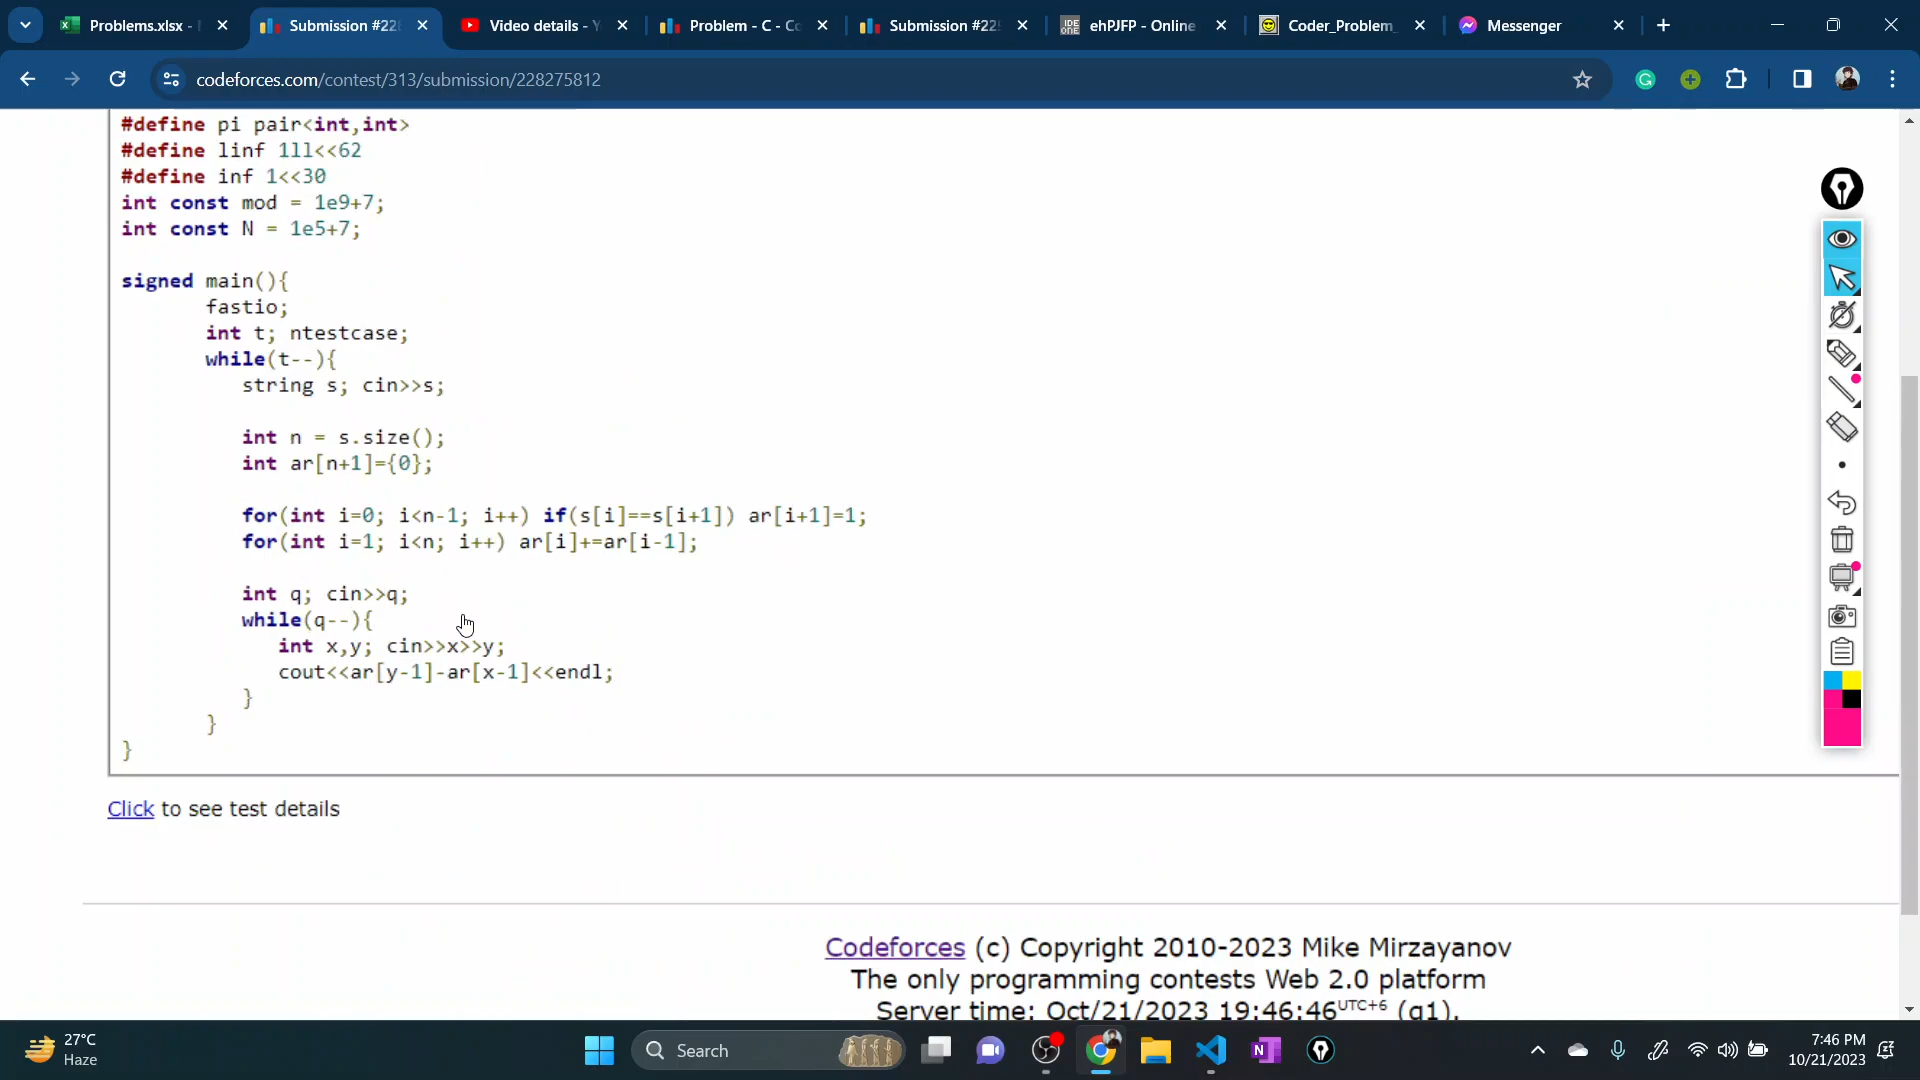 Problems.xlsx -
Submission #22
Video details - Y
Problem - C - Co
Submission #22
ehPJFP - Online
Coder_Problem_
Messenger
codeforces.com/contest/313/submission/228275812
#define pi pair<int,int>
#define linf 1ll<<62
#define inf 1<<30
int const mod = 1e9+7;
int const N = 1e5+7;
signed main(){
fastio;
int t; ntestcase;
while(t--){
string s; cin>>s;
int n = s.size();
int ar[n+1]={0};
for(int i=0; i<n-1; i++) if(s[i]==s[i+1]) ar[i+1]=1;
for(int i=1; i<n; i++) ar[i]+=ar[i-1];
int q; cin>>q;
while(q--){
int x,y; cin>>x>>y;
cout<<ar[y-1]-ar[x-1]<<endl;
}
}
}
Click to see test details
Codeforces (c) Copyright 2010-2023 Mike Mirzayanov
The only programming contests Web 2.0 platform
Server time: Oct/21/2023 19:46:46 UTC+6 (g1).
27°C
Haze
Search
7:46 PM
10/21/2023